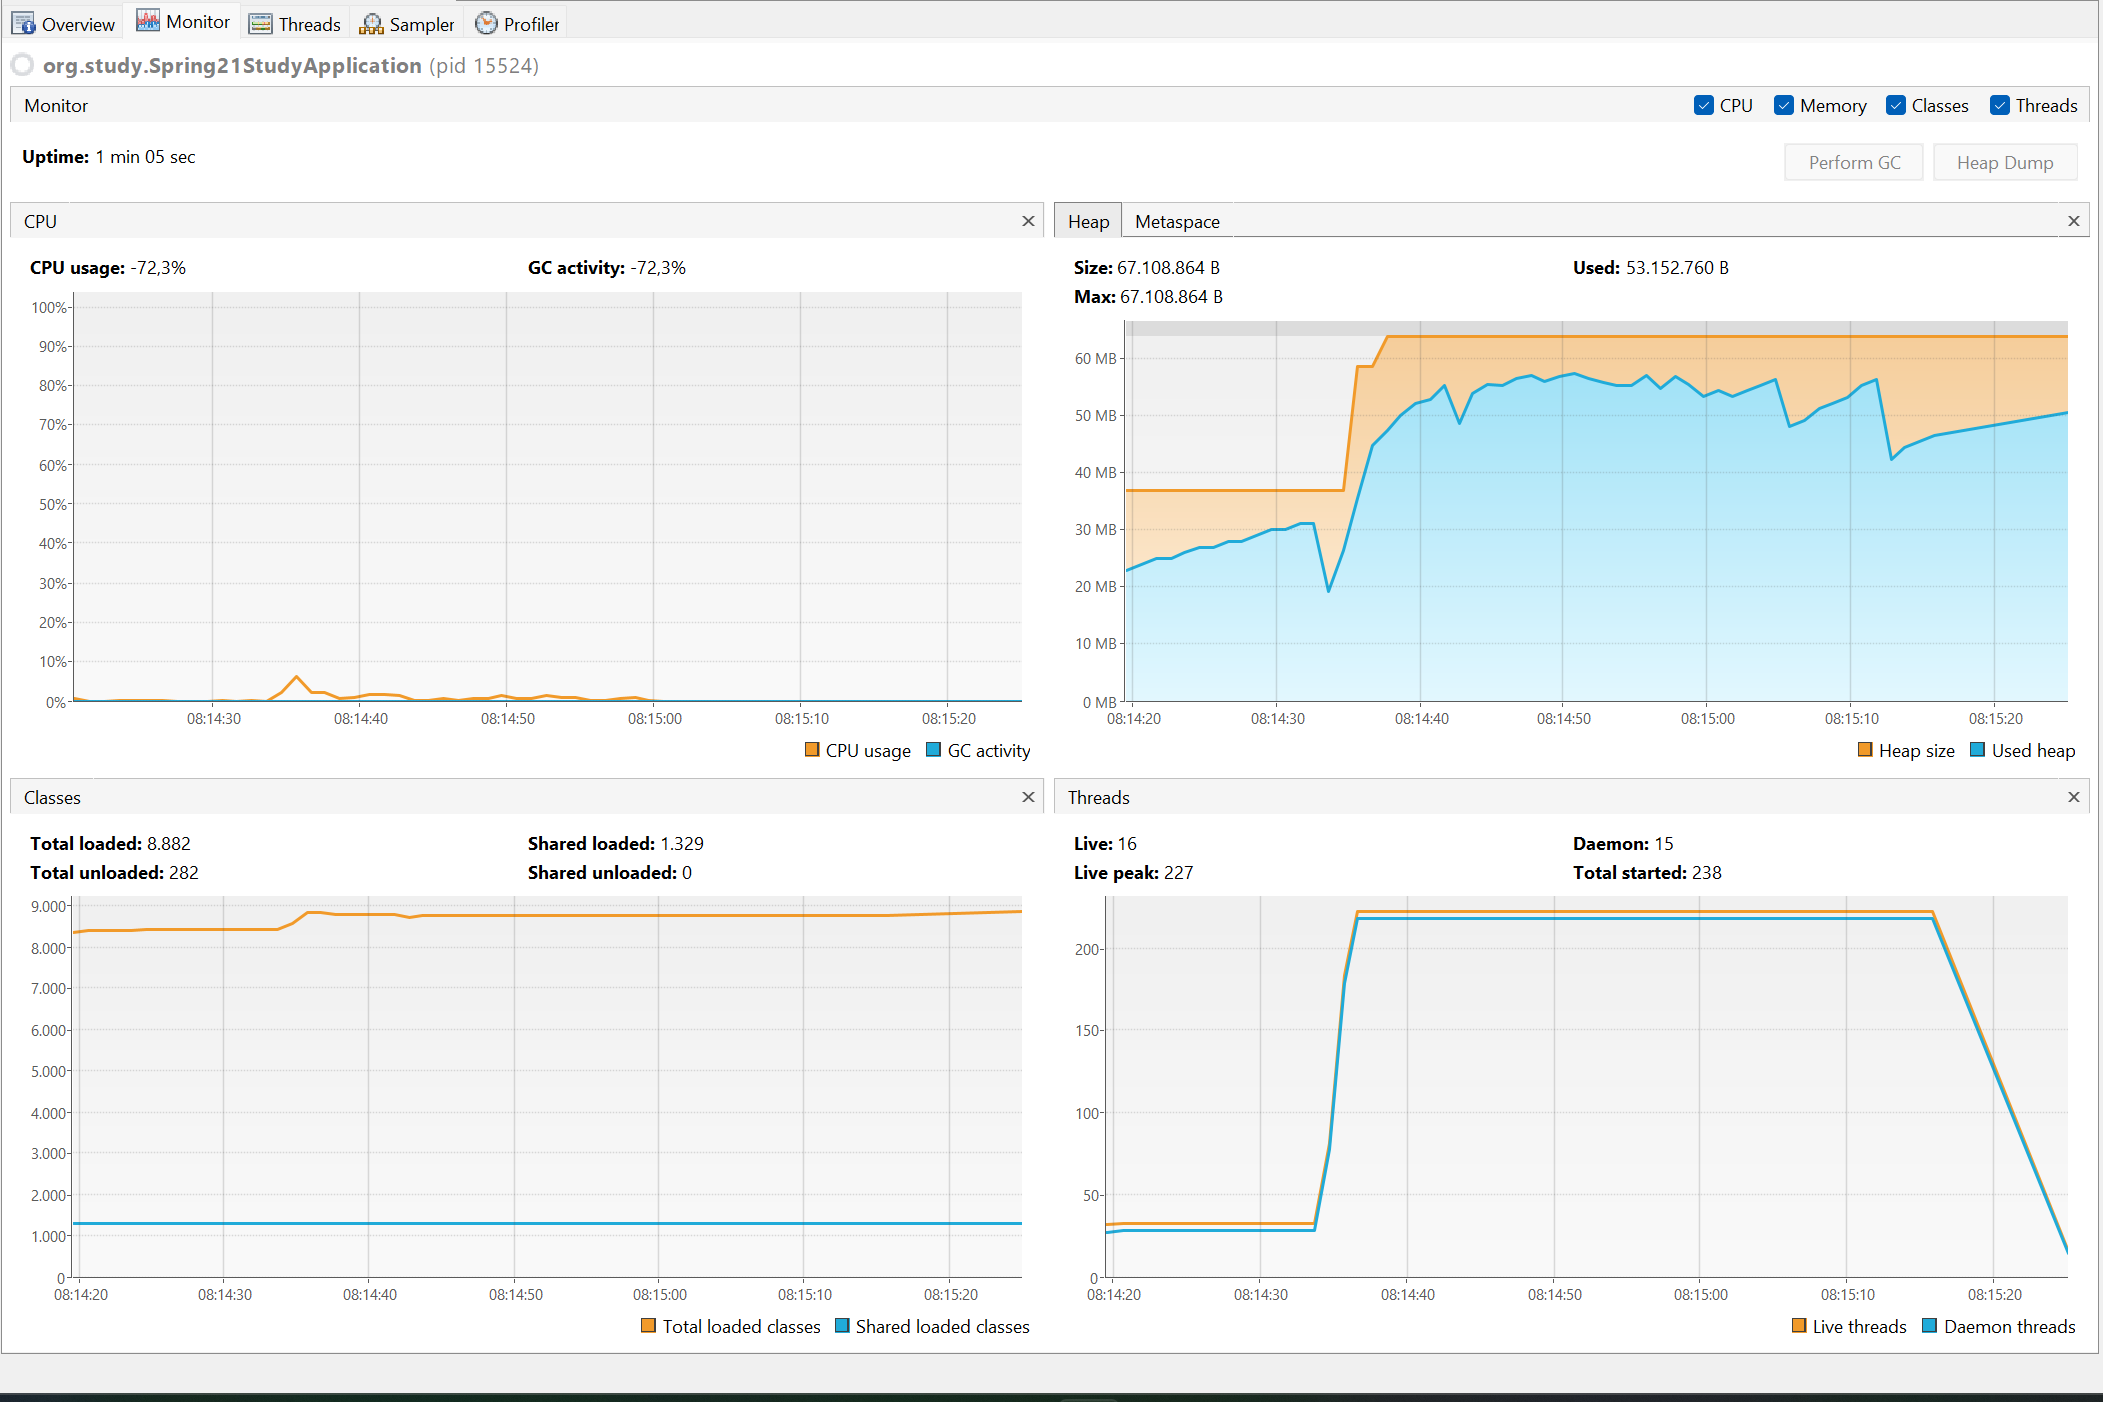 Overview Monitor Threads Sampler Profiler
org.study.Spring21StudyApplication (pid 15524)
Monitor
CPU Memory Classes Threads
Uptime: 1 min 05 sec
Perform GC Heap Dump
CPU
CPU usage: -72,3% GC activity: -72,3%
100%
90%
80%
70%
60%
50%
40%
30%
20%
10%
0%
08:14:30 08:14:40 08:14:50 08:15:00 08:15:10 08:15:20
CPU usage GC activity
Heap Metaspace
Size: 67.108.864 B Used: 53.152.760 B
Max: 67.108.864 B
60 MB
50 MB
40 MB
30 MB
20 MB
10 MB
0 MB
08:14:20 08:14:30 08:14:40 08:14:50 08:15:00 08:15:10 08:15:20
Heap size Used heap
Classes
Total loaded: 8.882 Shared loaded: 1.329
Total unloaded: 282 Shared unloaded: 0
9.000
8.000
7.000
6.000
5.000
4.000
3.000
2.000
1.000
0
08:14:20 08:14:30 08:14:40 08:14:50 08:15:00 08:15:10 08:15:20
Total loaded classes Shared loaded classes
Threads
Live: 16 Daemon: 15
Live peak: 227 Total started: 238
200
150
100
50
0
08:14:20 08:14:30 08:14:40 08:14:50 08:15:00 08:15:10 08:15:20
Live threads Daemon threads